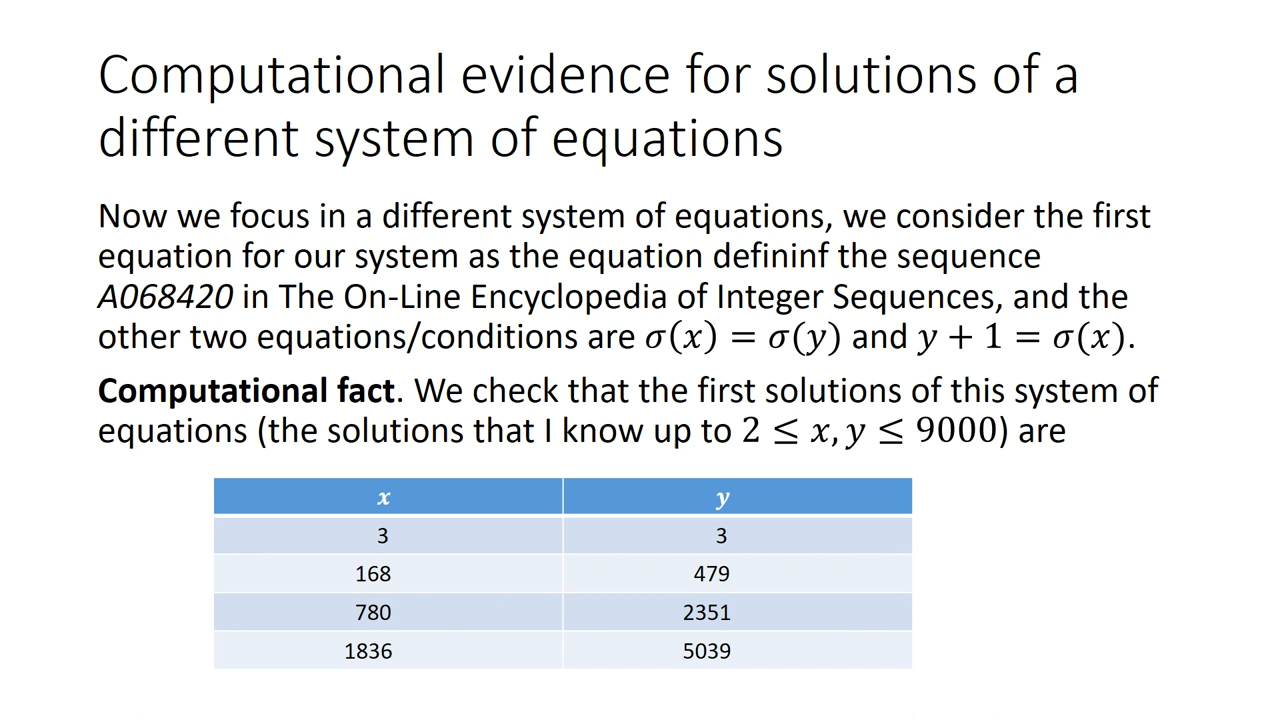 Computational evidence for solutions of a
different system of equations
Now we focus in a different system of equations, we consider the first
equation for our system as the equation defininf the sequence
A068420 in The On-Line Encyclopedia of Integer Sequences, and the
other two equations/conditions are σ(x) = σ(y) and y + 1 = σ(x).
Computational fact. We check that the first solutions of this system of
equations (the solutions that I know up to 2 ≤ x, y ≤ 9000) are
x y
3 3
168 479
780 2351
1836 5039